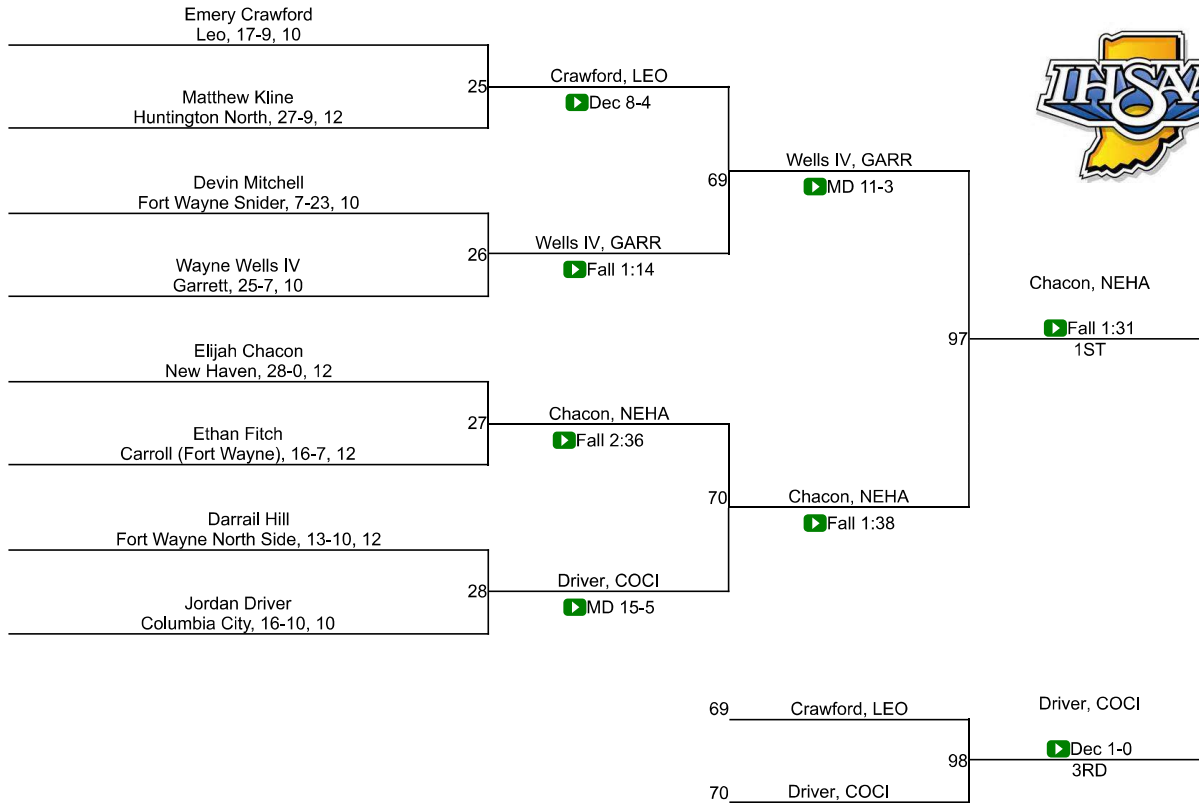 Emery Crawford
Leo, 17-9, 10
Matthew Kline
Huntington North, 27-9, 12
25
Crawford, LEO
Dec 8-4
Devin Mitchell
Fort Wayne Snider, 7-23, 10
Wayne Wells IV
Garrett, 25-7, 10
26
Wells IV, GARR
Fall 1:14
69
Wells IV, GARR
MD 11-3
Elijah Chacon
New Haven, 28-0, 12
Ethan Fitch
Carroll (Fort Wayne), 16-7, 12
27
Chacon, NEHA
Fall 2:36
Darrail Hill
Fort Wayne North Side, 13-10, 12
Jordan Driver
Columbia City, 16-10, 10
28
Driver, COCI
MD 15-5
70
Chacon, NEHA
Fall 1:38
97
Chacon, NEHA
Fall 1:31
1ST
IHSAA
69
Crawford, LEO
70
Driver, COCI
98
Driver, COCI
Dec 1-0
3RD